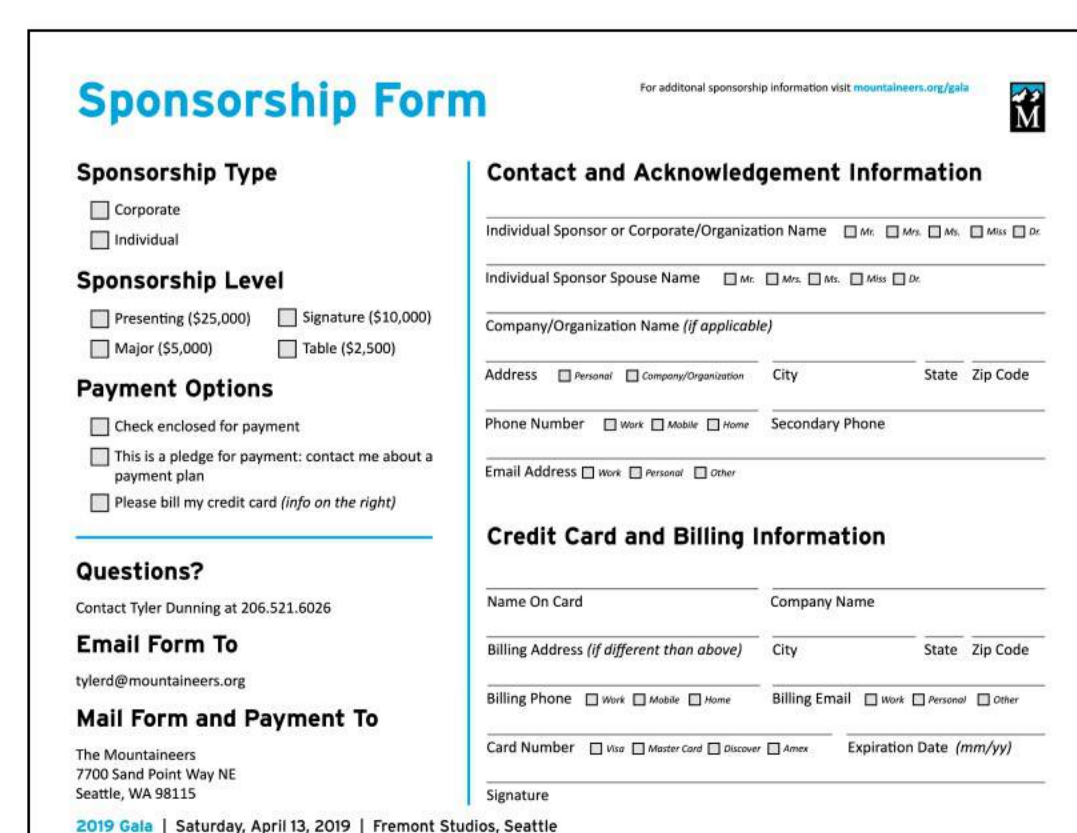 Sponsorship Form
For additonal sponsorship information visit mountaineers.org/gala
M
Sponsorship Type
Corporate
Individual
Sponsorship Level
Presenting ($25,000) Signature ($10,000)
Major ($5,000) Table ($2,500)
Payment Options
Check enclosed for payment
This is a pledge for payment: contact me about a
payment plan
Please bill my credit card (info on the right)
Questions?
Contact Tyler Dunning at 206.521.6026
Email Form To
tylerd@mountaineers.org
Mail Form and Payment To
The Mountaineers
7700 Sand Point Way NE
Seattle, WA 98115
Contact and Acknowledgement Information
Individual Sponsor or Corporate/Organization Name Mr. Mrs. Ms. Miss Dr.
Individual Sponsor Spouse Name Mr. Mrs. Ms. Miss Dr.
Company/Organization Name (if applicable)
Address Personal Company/Organization City State Zip Code
Phone Number Work Mobile Home Secondary Phone
Email Address Work Personal Other
Credit Card and Billing Information
Name On Card Company Name
Billing Address (if different than above) City State Zip Code
Billing Phone Work Mobile Home Billing Email Work Personal Other
Card Number Visa Master Card Discover Amex Expiration Date (mm/yy)
Signature
2019 Gala | Saturday, April 13, 2019 | Fremont Studios, Seattle